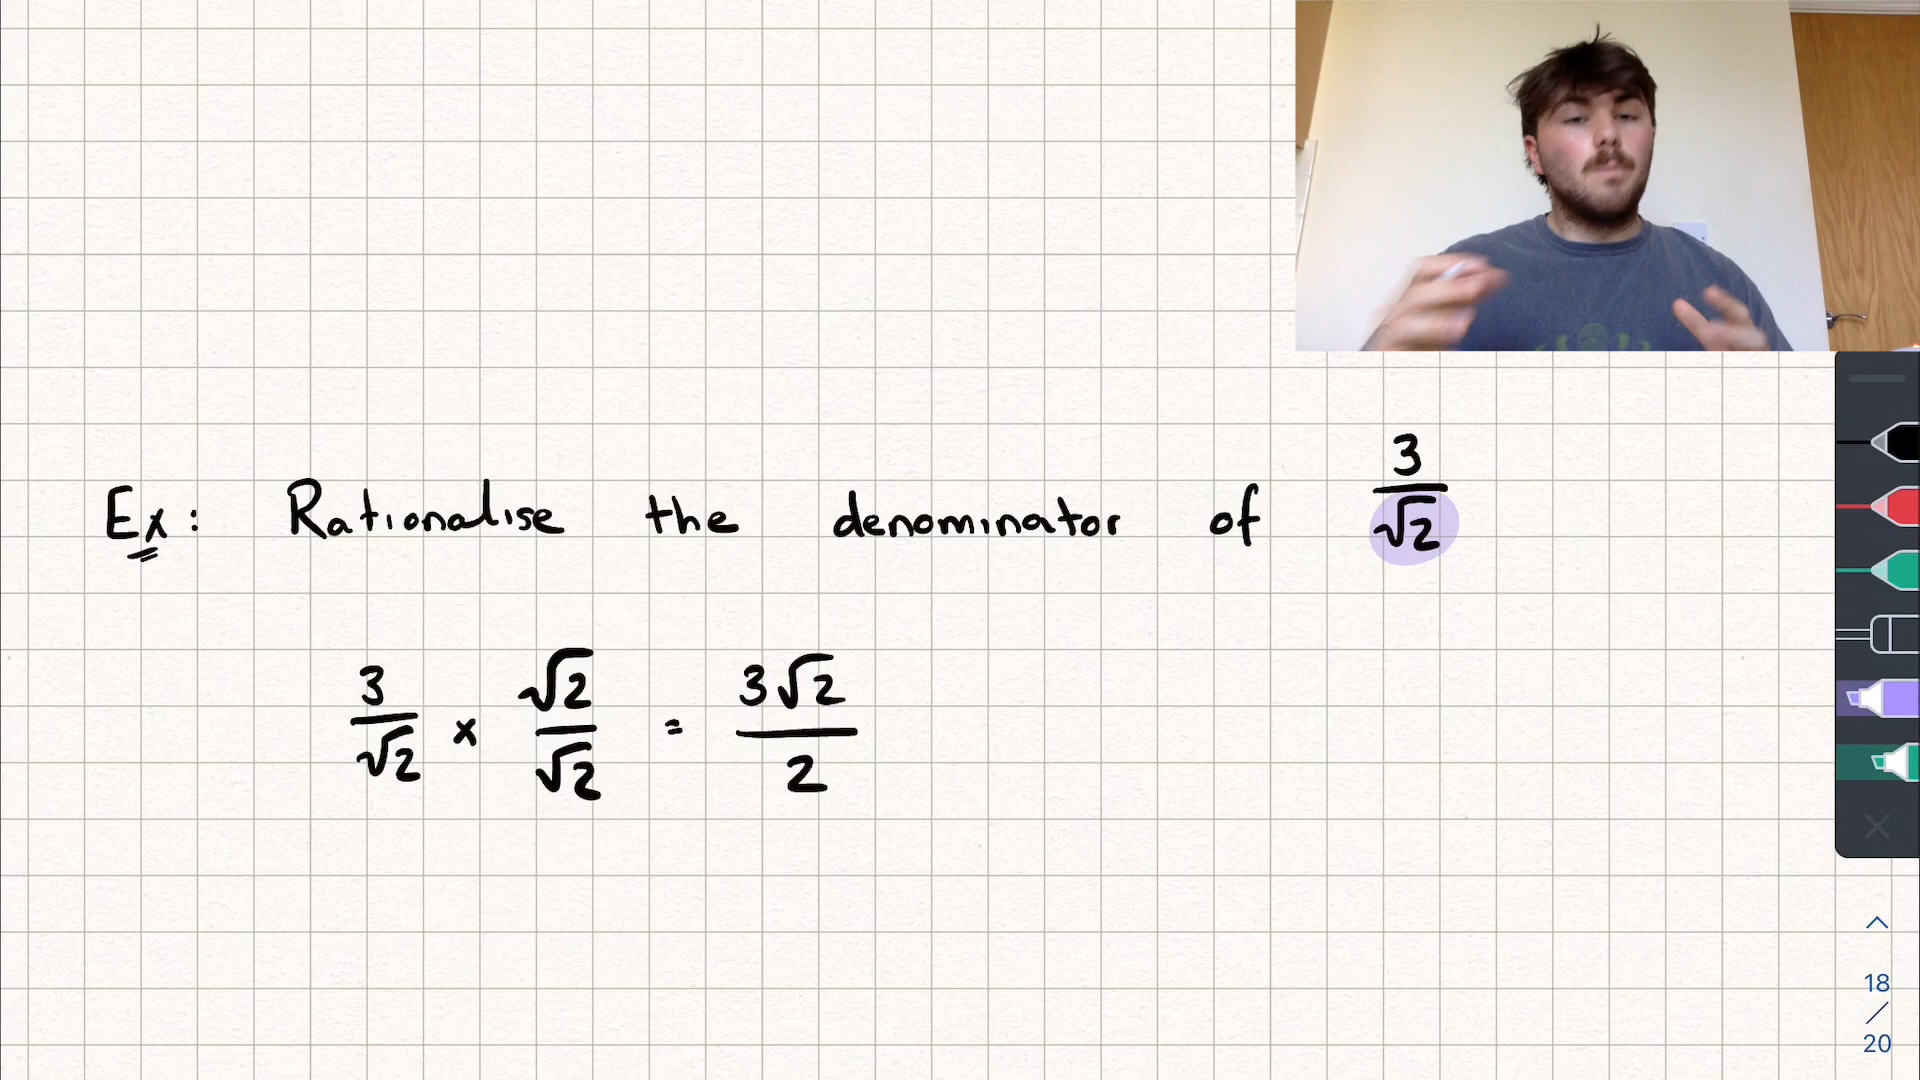 Ex: Rationalise the denominator of 3/√2
3/√2 × √2/√2 = 3√2/2
18
/
20